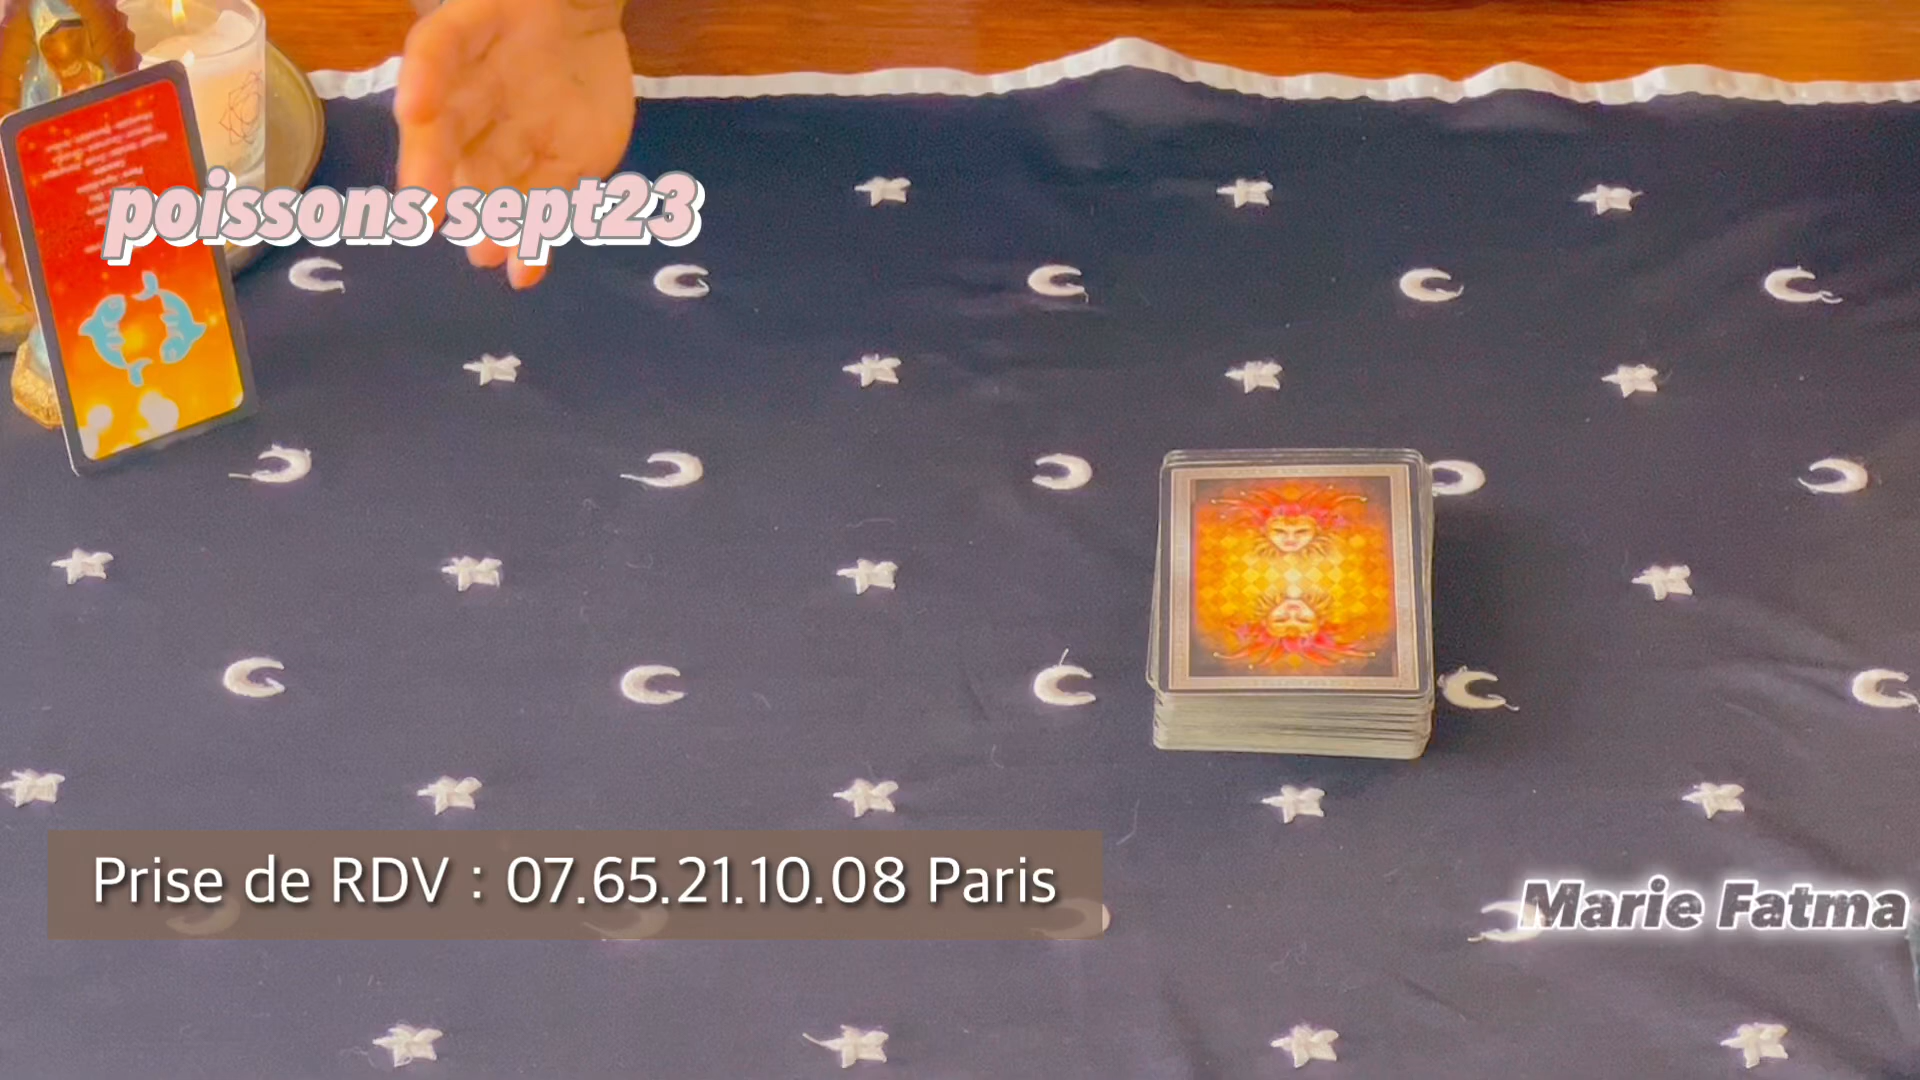 poissons sept23
Prise de RDV : 07.65.21.10.08 Paris
Marie Fatma